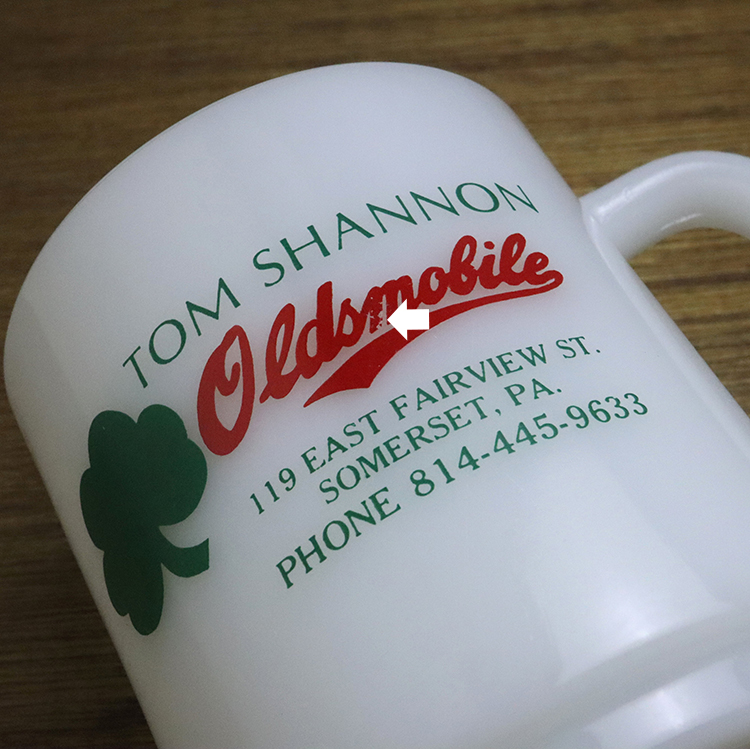 TOM SHANNON
Oldsmobile
119 EAST FAIRVIEW ST.
SOMERSET, PA.
PHONE 814-445-9633